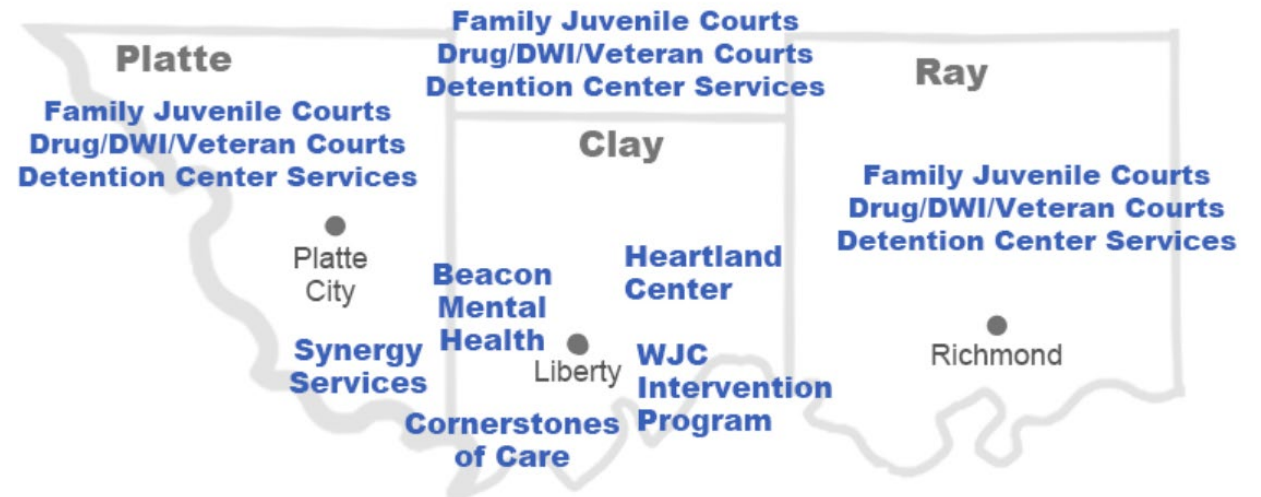 Platte
Family Juvenile Courts
Drug/DWI/Veteran Courts
Detention Center Services
Platte
City
Synergy
Services
Family Juvenile Courts
Drug/DWI/Veteran Courts
Detention Center Services
Clay
Beacon
Mental
Health
Liberty
Heartland
Center
WJC
Intervention
Program
Cornerstones
of Care
Ray
Family Juvenile Courts
Drug/DWI/Veteran Courts
Detention Center Services
Richmond